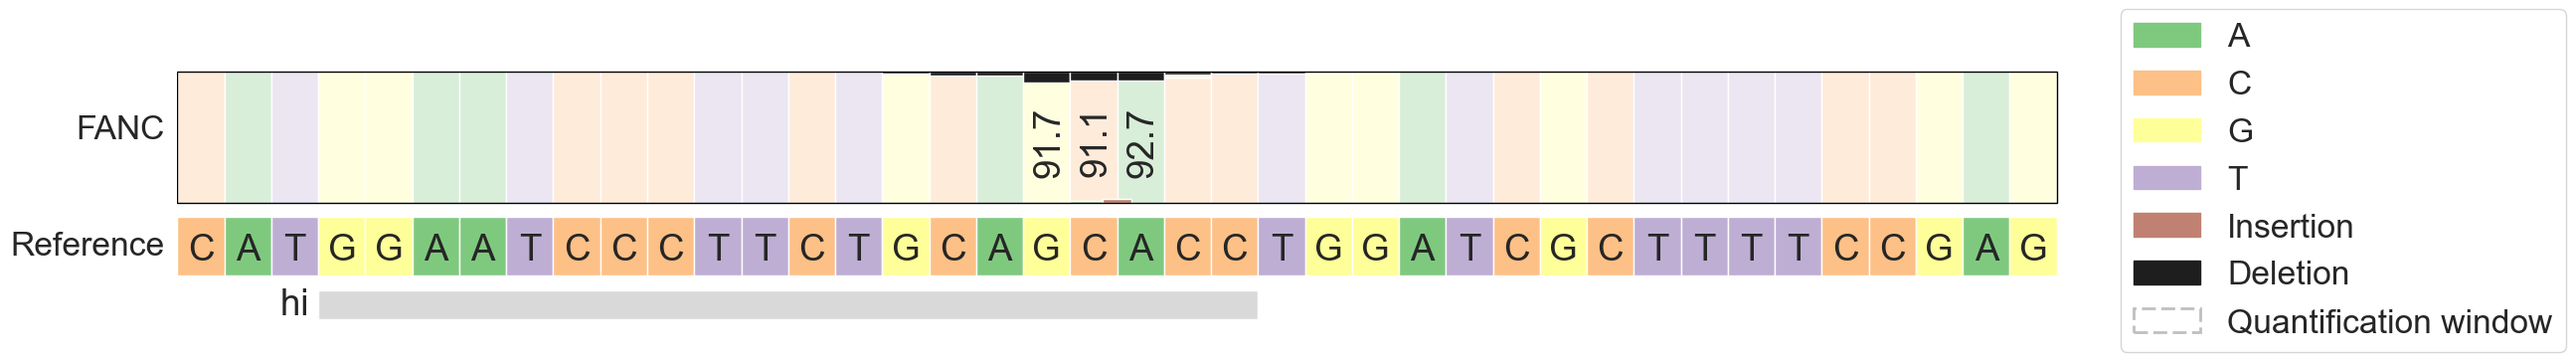 FANC
91.7 91.1 92.7
Reference C A T G G A A T C C C T T C T G C A G C A C C T G G A T C G C T T T T C C G A G
hi
A
C
G
T
Insertion
Deletion
Quantification window